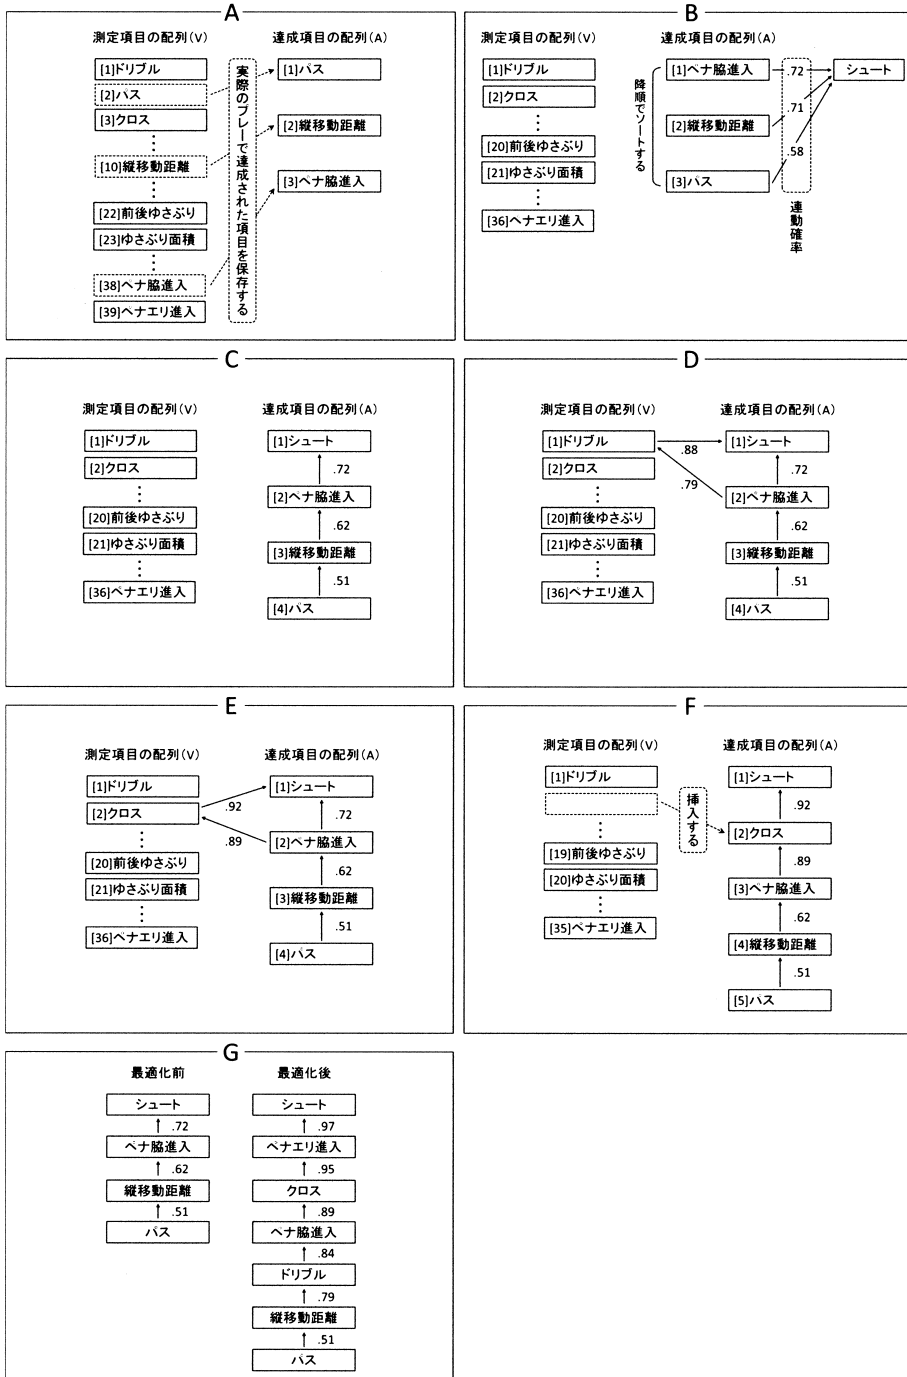 A
測定項目の配列(V)
達成項目の配列(A)
[1]ドリブル
[2]パス
[3]クロス
[10]縦移動距離
[22]前後ゆさぶり
[23]ゆさぶり面積
[38]ペナ脇進入
[39]ペナエリ進入
実際のプレーで達成された項目を保存する
[1]パス
[2]縦移動距離
[3]ペナ脇進入
B
測定項目の配列(V)
達成項目の配列(A)
[1]ドリブル
[2]クロス
[20]前後ゆさぶり
[21]ゆさぶり面積
[36]ペナエリ進入
降順でソートする
[1]ペナ脇進入
[2]縦移動距離
[3]パス
.72
.71
.58
連動確率
シュート
C
測定項目の配列(V)
達成項目の配列(A)
[1]ドリブル
[2]クロス
[20]前後ゆさぶり
[21]ゆさぶり面積
[36]ペナエリ進入
[1]シュート
.72
[2]ペナ脇進入
.62
[3]縦移動距離
.51
[4]パス
D
測定項目の配列(V)
達成項目の配列(A)
[1]ドリブル
[2]クロス
[20]前後ゆさぶり
[21]ゆさぶり面積
[36]ペナエリ進入
.88
.79
[1]シュート
.72
[2]ペナ脇進入
.62
[3]縦移動距離
.51
[4]パス
E
測定項目の配列(V)
達成項目の配列(A)
[1]ドリブル
[2]クロス
[20]前後ゆさぶり
[21]ゆさぶり面積
[36]ペナエリ進入
.92
.89
[1]シュート
.72
[2]ペナ脇進入
.62
[3]縦移動距離
.51
[4]パス
F
測定項目の配列(V)
達成項目の配列(A)
[1]ドリブル
[19]前後ゆさぶり
[20]ゆさぶり面積
[35]ペナエリ進入
挿入する
[1]シュート
.92
[2]クロス
.89
[3]ペナ脇進入
.62
[4]縦移動距離
.51
[5]パス
G
最適化前
シュート
.72
ペナ脇進入
.62
縦移動距離
.51
パス
最適化後
シュート
.97
ペナエリ進入
.95
クロス
.89
ペナ脇進入
.84
ドリブル
.79
縦移動距離
.51
パス